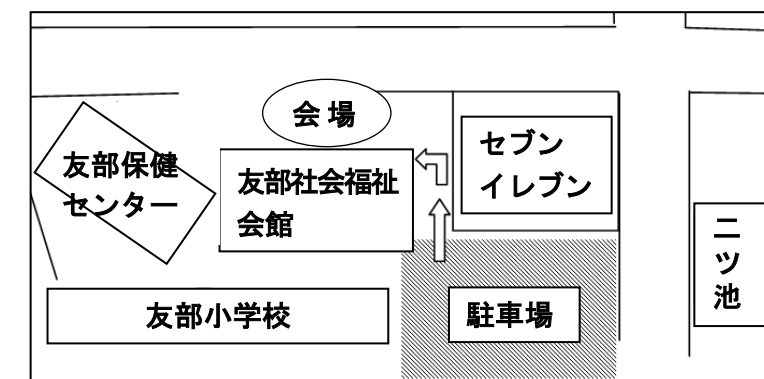 会場
セブン
イレブン
友部保健
センター
友部社会福祉
会館
二
ツ
池
友部小学校
駐車場